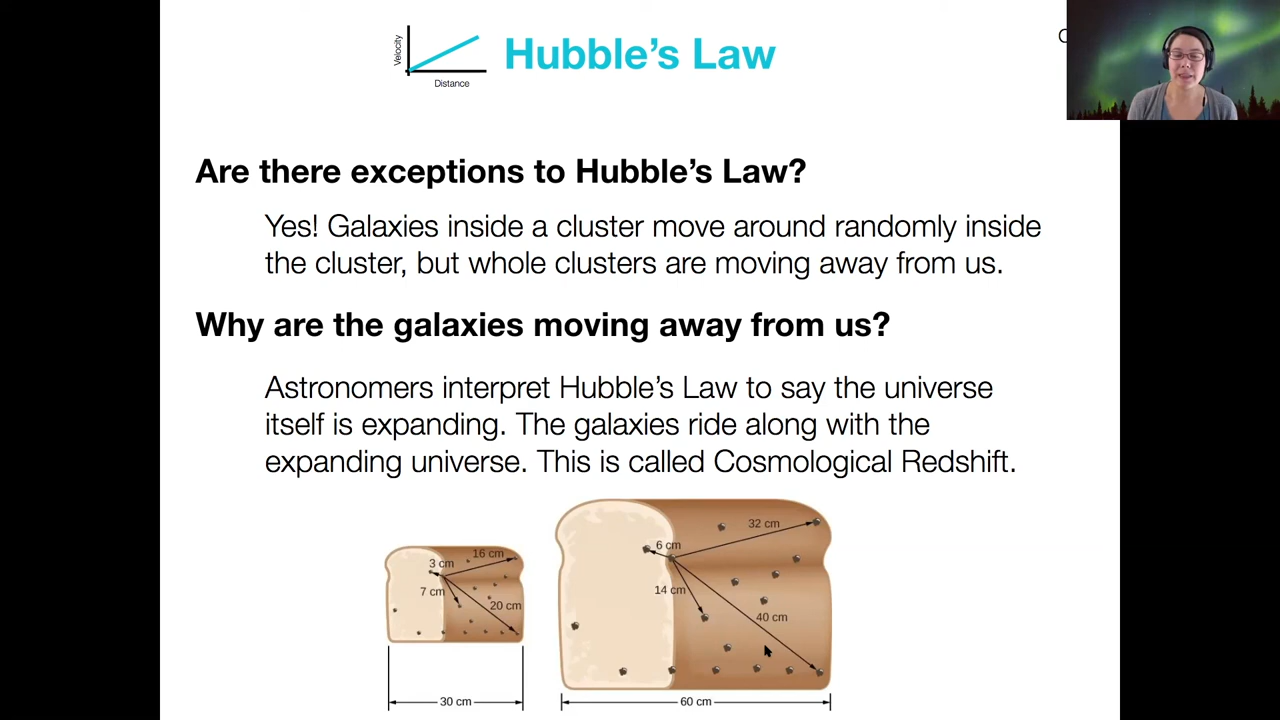 Velocity
Distance
Hubble's Law
Are there exceptions to Hubble's Law?
Yes! Galaxies inside a cluster move around randomly inside
the cluster, but whole clusters are moving away from us.
Why are the galaxies moving away from us?
Astronomers interpret Hubble's Law to say the universe
itself is expanding. The galaxies ride along with the
expanding universe. This is called Cosmological Redshift.
16 cm
3 cm
7 cm
20 cm
30 cm
32 cm
6 cm
14 cm
40 cm
60 cm